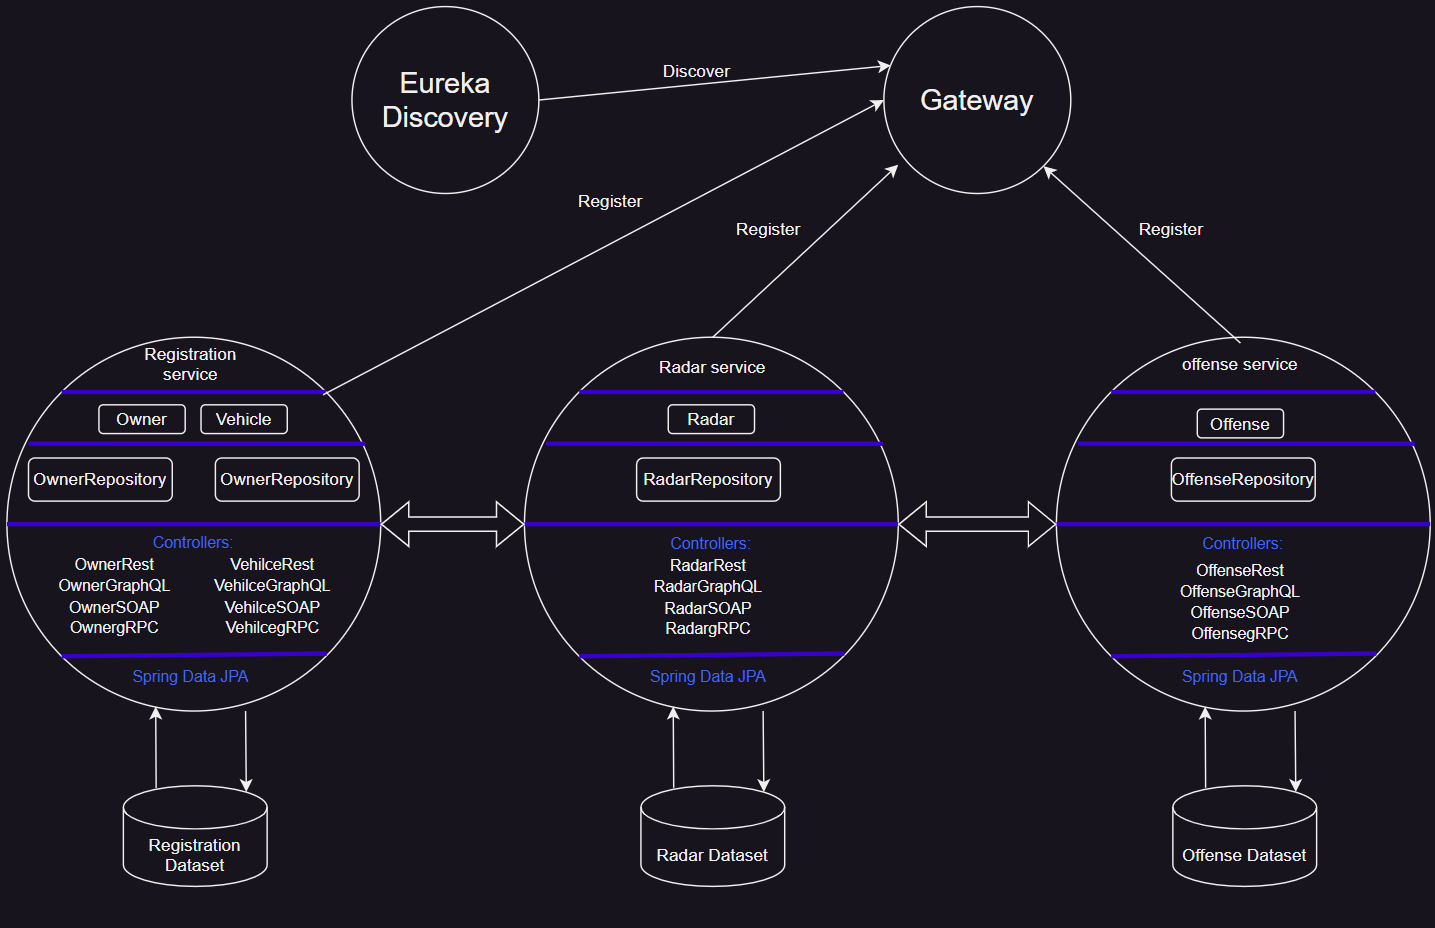 Eureka
Discovery
Discover
Gateway
Register
Register
Register
Registration
service
Owner
Vehicle
OwnerRepository
OwnerRepository
Controllers:
OwnerRest
OwnerGraphQL
OwnerSOAP
OwnergRPC
VehilceRest
VehilceGraphQL
VehilceSOAP
VehilcegRPC
Spring Data JPA
Registration
Dataset
Radar service
Radar
RadarRepository
Controllers:
RadarRest
RadarGraphQL
RadarSOAP
RadargRPC
Spring Data JPA
Radar Dataset
offense service
Offense
OffenseRepository
Controllers:
OffenseRest
OffenseGraphQL
OffenseSOAP
OffensegRPC
Spring Data JPA
Offense Dataset